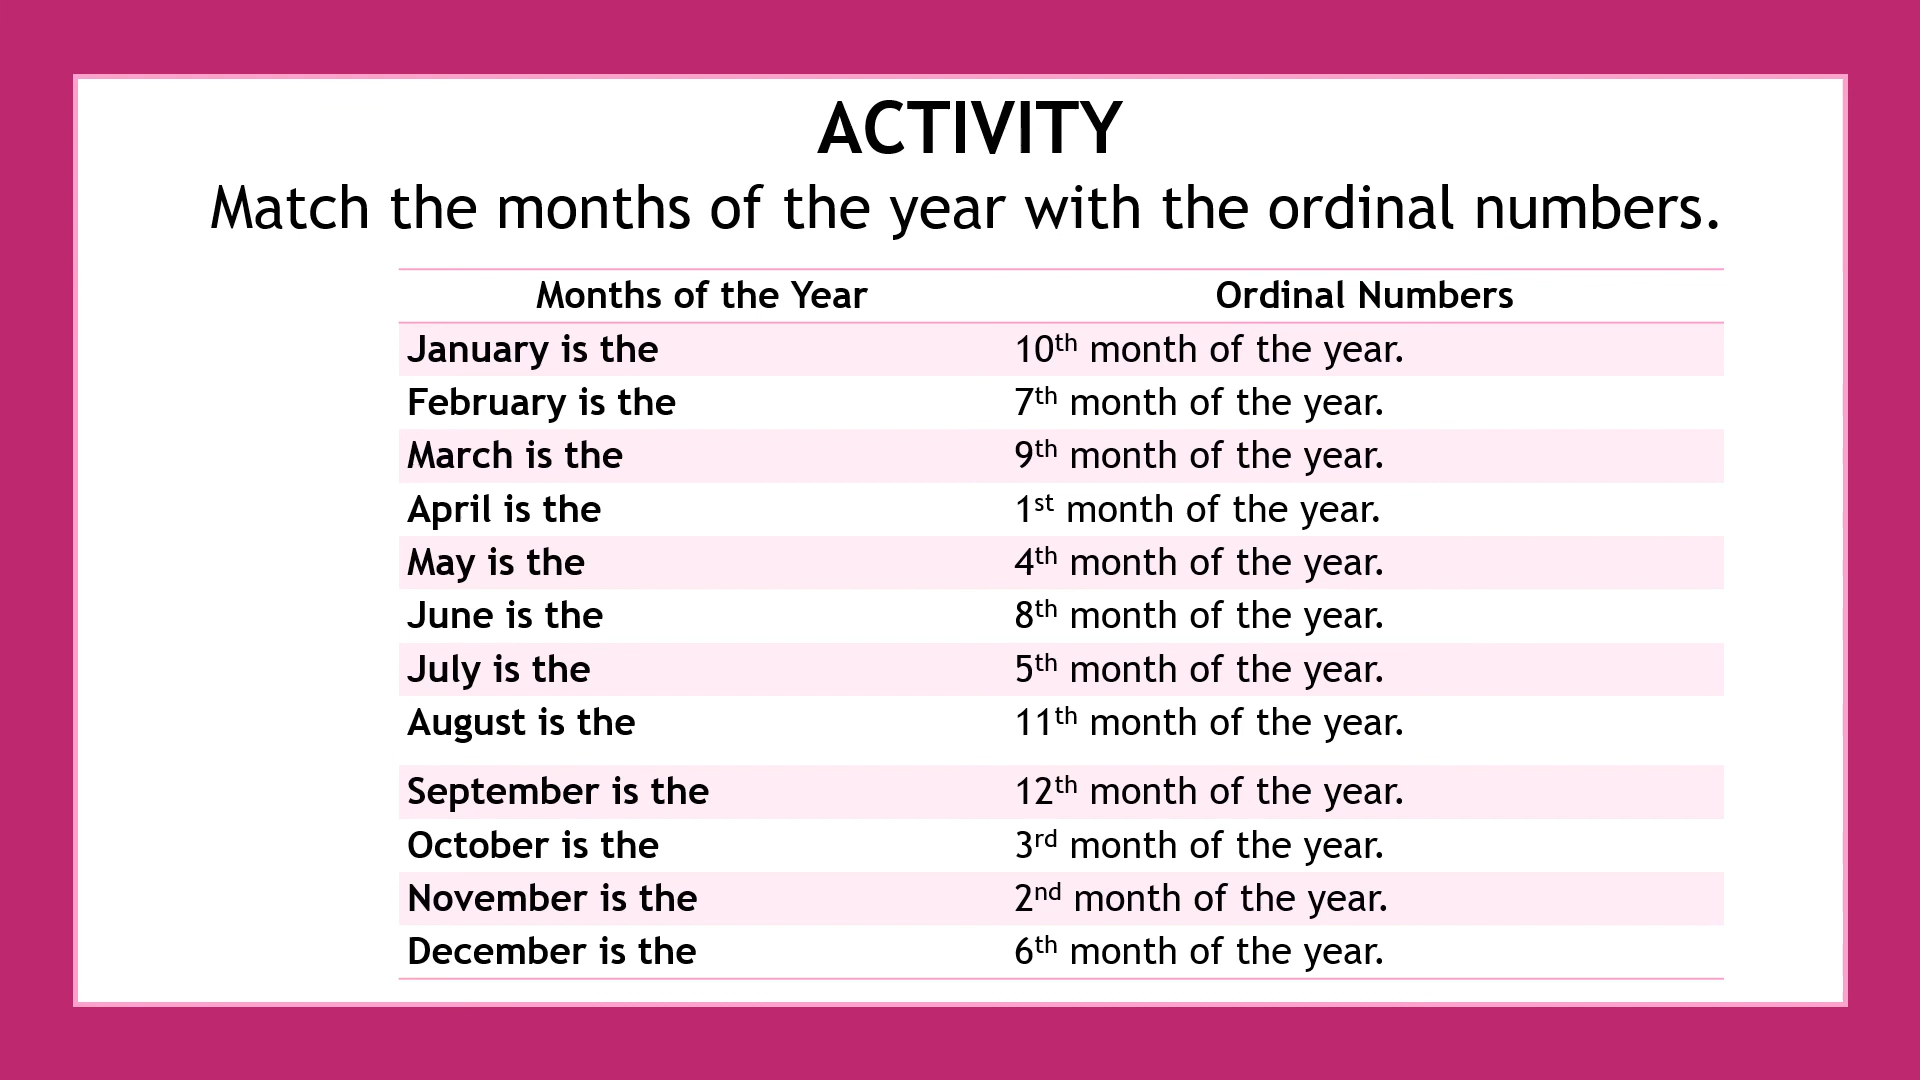 ACTIVITY
Match the months of the year with the ordinal numbers.
Months of the Year Ordinal Numbers
January is the 10th month of the year.
February is the 7th month of the year.
March is the 9th month of the year.
April is the 1st month of the year.
May is the 4th month of the year.
June is the 8th month of the year.
July is the 5th month of the year.
August is the 11th month of the year.
September is the 12th month of the year.
October is the 3rd month of the year.
November is the 2nd month of the year.
December is the 6th month of the year.